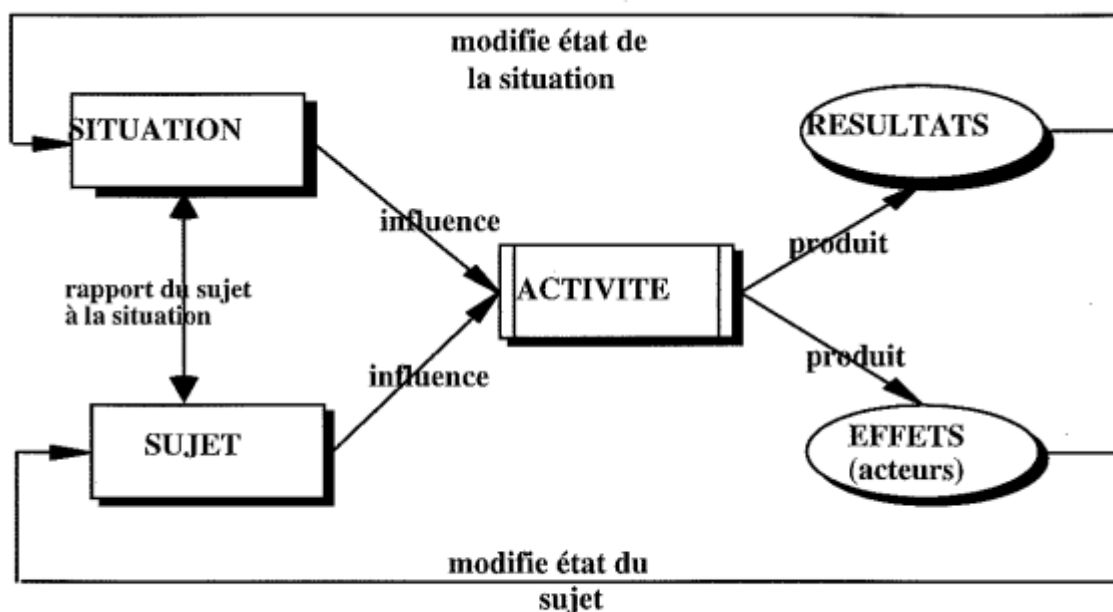 modifie état de
la situation
SITUATION
RESULTATS
influence
produit
rapport du sujet
à la situation
ACTIVITE
influence
produit
SUJET
EFFETS
(acteurs)
modifie état du
sujet